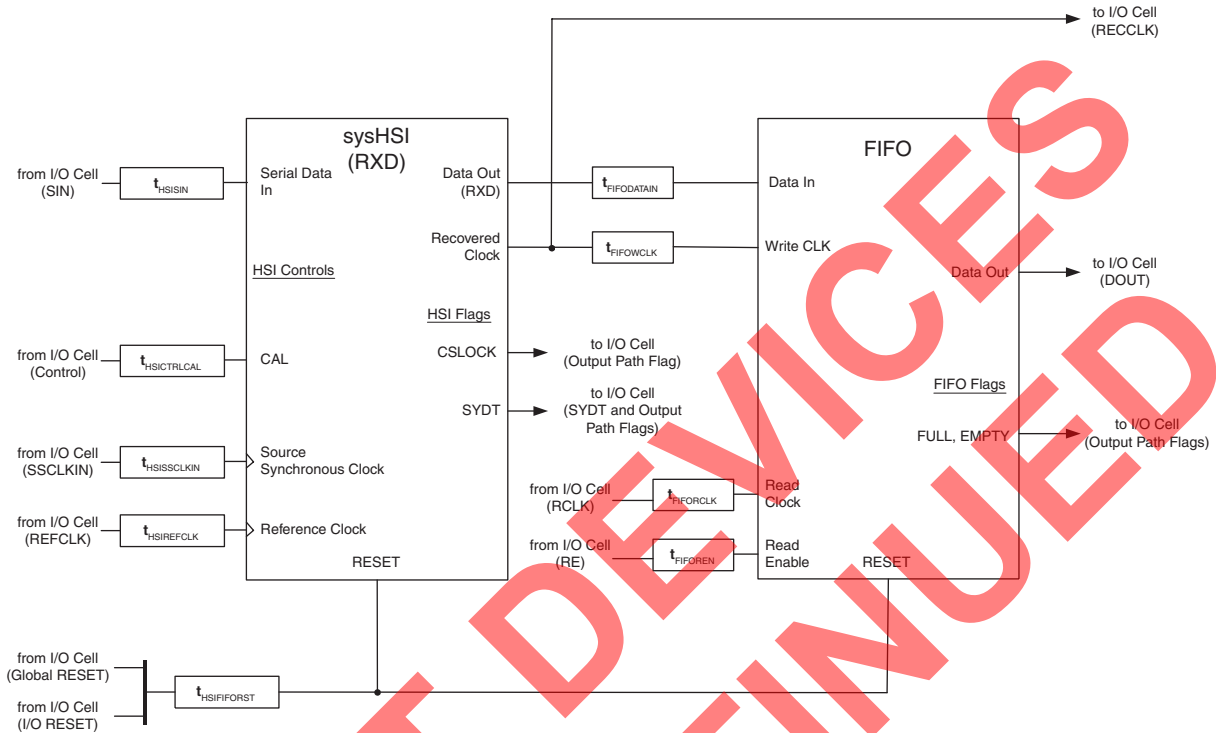 to I/O Cell
(RECCLK)
sysHSI
(RXD)
FIFO
from I/O Cell
(SIN)
tHSISIN
Serial Data
In
Data Out
(RXD)
tFIFODATAIN
Data In
Recovered
Clock
tFIFOWCLK
Write CLK
HSI Controls
Data Out
to I/O Cell
(DOUT)
HSI Flags
from I/O Cell
(Control)
tHSICTRLCAL
CAL
CSLOCK
to I/O Cell
(Output Path Flag)
SYDT
to I/O Cell
(SYDT and Output
Path Flags)
FIFO Flags
FULL, EMPTY
to I/O Cell
(Output Path Flags)
from I/O Cell
(SSCLKIN)
tHSISSCLKIN
Source
Synchronous Clock
from I/O Cell
(RCLK)
tFIFORCLK
Read
Clock
from I/O Cell
(REFCLK)
tHSIREFCLK
Reference Clock
from I/O Cell
(RE)
tFIFOREN
Read
Enable
RESET
RESET
from I/O Cell
(Global RESET)
tHSIFIFORST
from I/O Cell
(I/O RESET)
DEVICES